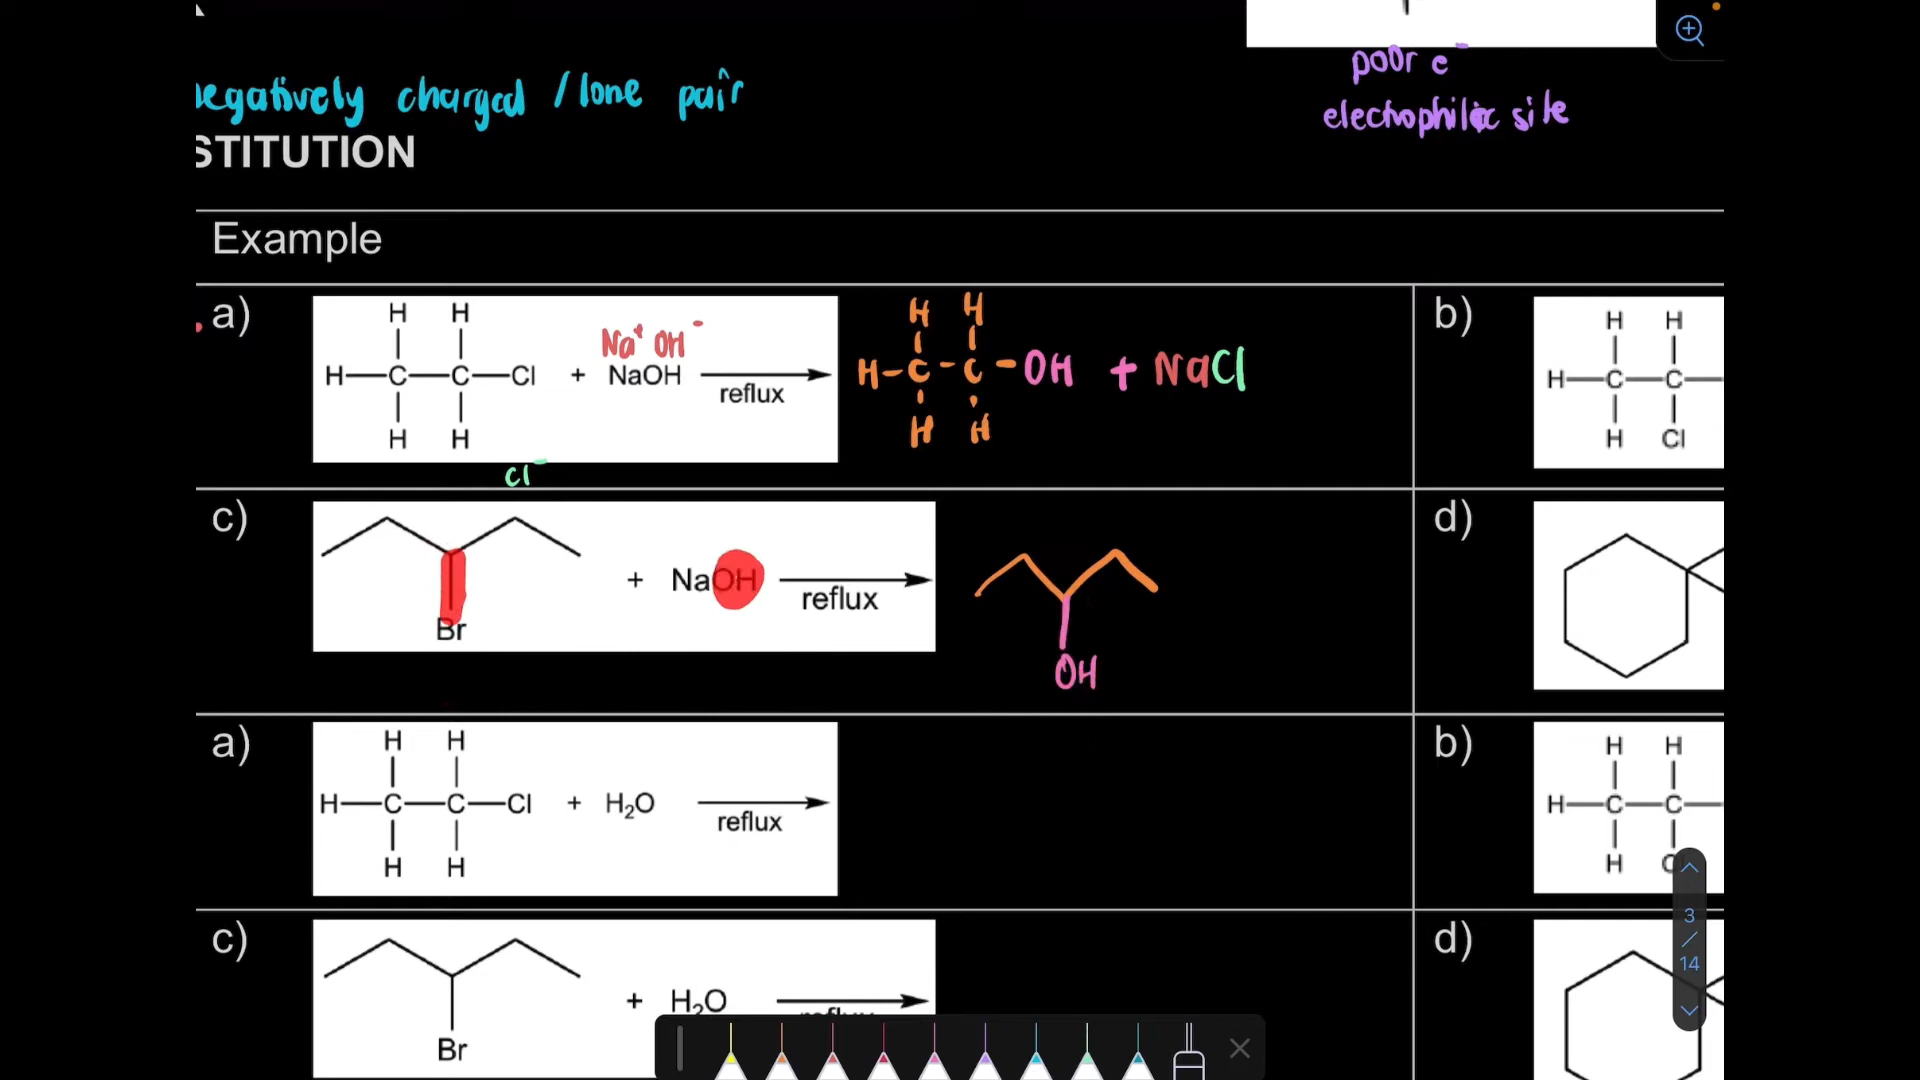 poor e⁻
negatively charged / lone pair
electrophilic site
STITUTION
Example
a)
H H
Na⁺ OH⁻
H—C—C—Cl + NaOH
reflux
H H
Cl⁻
H H
H-C-C-OH + NaCl
H H
b)
H H
H—C—C—
H Cl
c)
Br
+ NaOH
reflux
OH
d)
a)
H H
H—C—C—Cl + H₂O
reflux
H H
b)
H H
H—C—C—
H
c)
Br
+ H₂O
reflux
d)
3
/
14